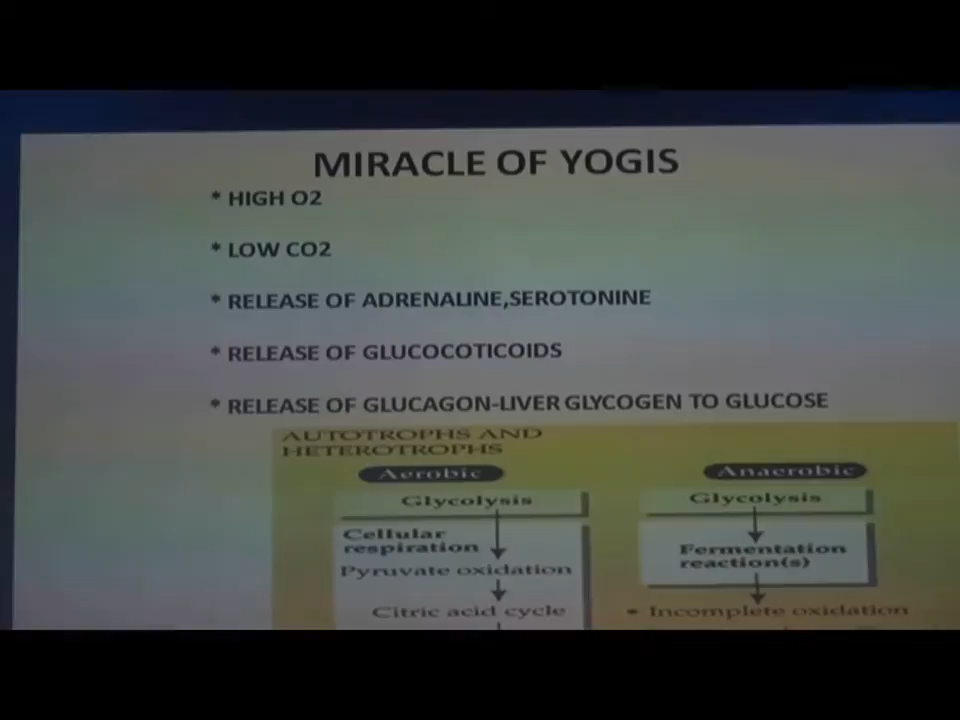 MIRACLE OF YOGIS
* HIGH O2
* LOW CO2
* RELEASE OF ADRENALINE,SEROTONINE
* RELEASE OF GLUCOCOTICOIDS
* RELEASE OF GLUCAGON-LIVER GLYCOGEN TO GLUCOSE
AUTOTROPHS AND
HETEROTROPHS
Aerobic
Glycolysis
Cellular
respiration
Pyruvate oxidation
Citric acid cycle
Anaerobic
Glycolysis
Fermentation
reaction(s)
• Incomplete oxidation